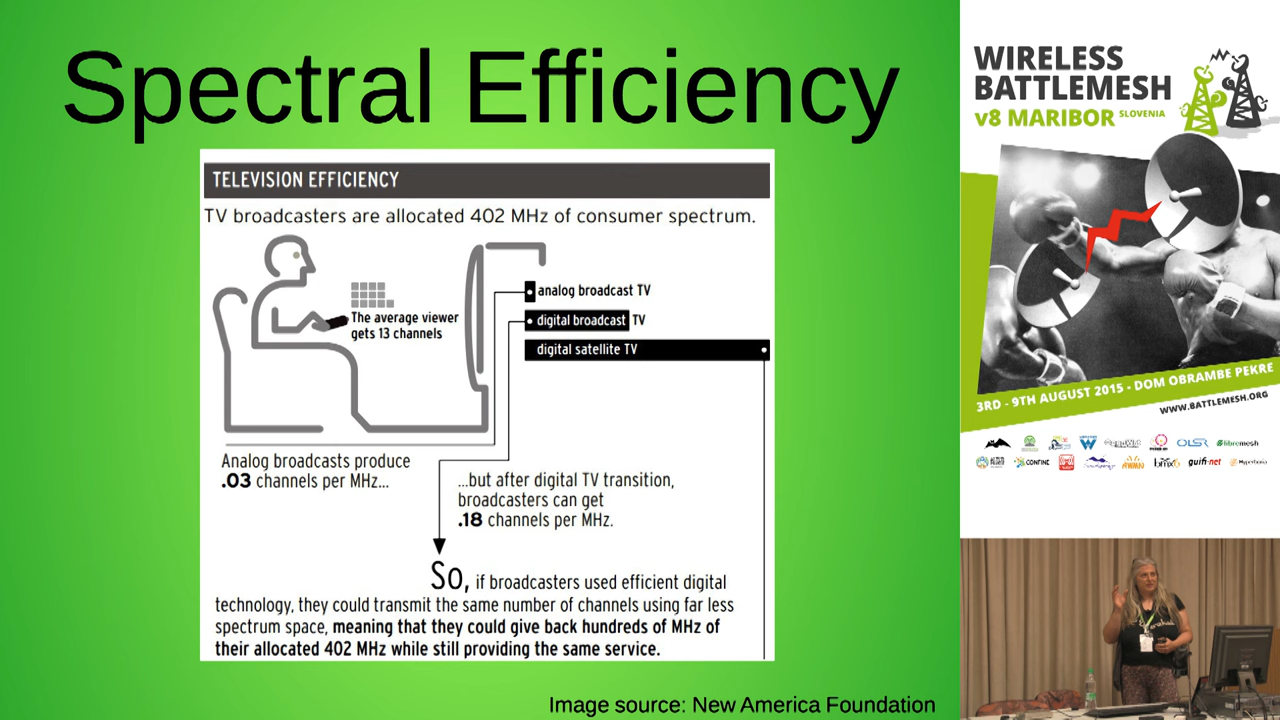 Spectral Efficiency
TELEVISION EFFICIENCY
TV broadcasters are allocated 402 MHz of consumer spectrum.
The average viewer
gets 13 channels
analog broadcast TV
digital broadcast TV
digital satellite TV
Analog broadcasts produce
.03 channels per MHz...
...but after digital TV transition,
broadcasters can get
.18 channels per MHz.
So, if broadcasters used efficient digital
technology, they could transmit the same number of channels using far less
spectrum space, meaning that they could give back hundreds of MHz of
their allocated 402 MHz while still providing the same service.
Image source: New America Foundation
WIRELESS
BATTLEMESH
v8 MARIBOR SLOVENIA
3RD - 9TH AUGUST 2015 - DOM OBRAMBE PEKRE
WWW.BATTLEMESH.ORG
OLSR
libremesh
CONFINE
AWMN
bmx6
guifi·net
Hyperboria